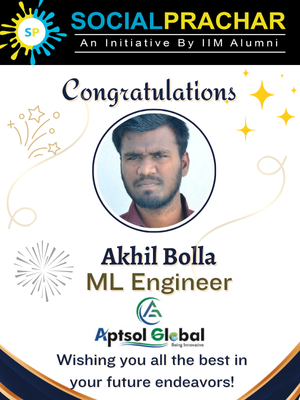 SP
SOCIALPRACHAR
An Initiative By IIM Alumni
Congratulations
Akhil Bolla
ML Engineer
Aptsol Global
Being Innovative
Wishing you all the best in
your future endeavors!